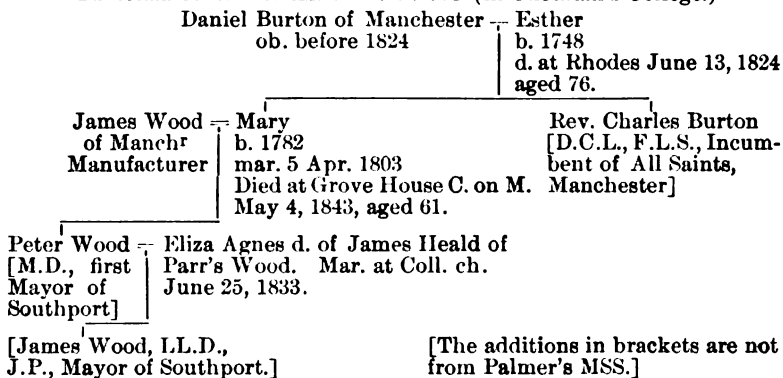 Daniel Burton of Manchester = Esther
ob. before 1824 b. 1748
d. at Rhodes June 13, 1824
aged 76.
James Wood = Mary Rev. Charles Burton
of Manchr b. 1782 [D.C.L., F.L.S., Incum-
Manufacturer mar. 5 Apr. 1803 bent of All Saints,
Died at Grove House C. on M. Manchester]
May 4, 1843, aged 61.
Peter Wood = Eliza Agnes d. of James Heald of
[M.D., first Parr's Wood. Mar. at Coll. ch.
Mayor of June 25, 1833.
Southport]
[James Wood, LL.D., [The additions in brackets are not
J.P., Mayor of Southport.] from Palmer's MSS.]